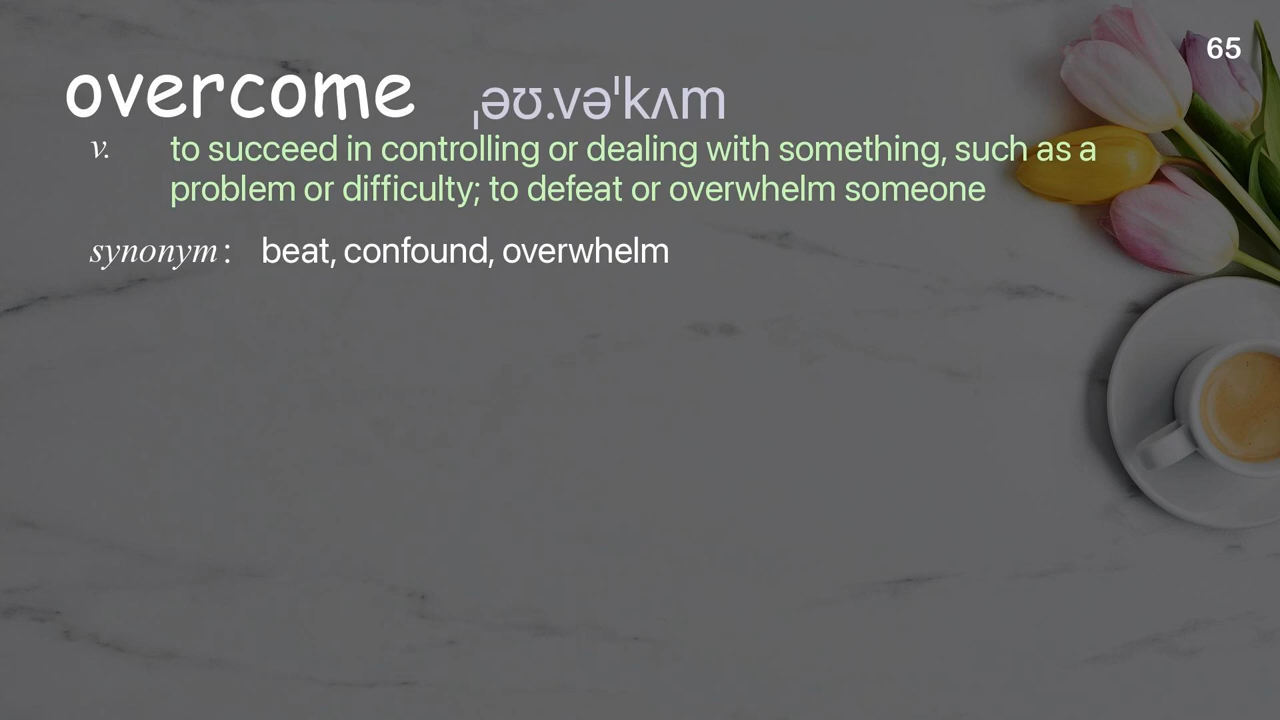 65
overcome ˌəʊ.vəˈkʌm
v. to succeed in controlling or dealing with something, such as a
problem or difficulty; to defeat or overwhelm someone
synonym: beat, confound, overwhelm